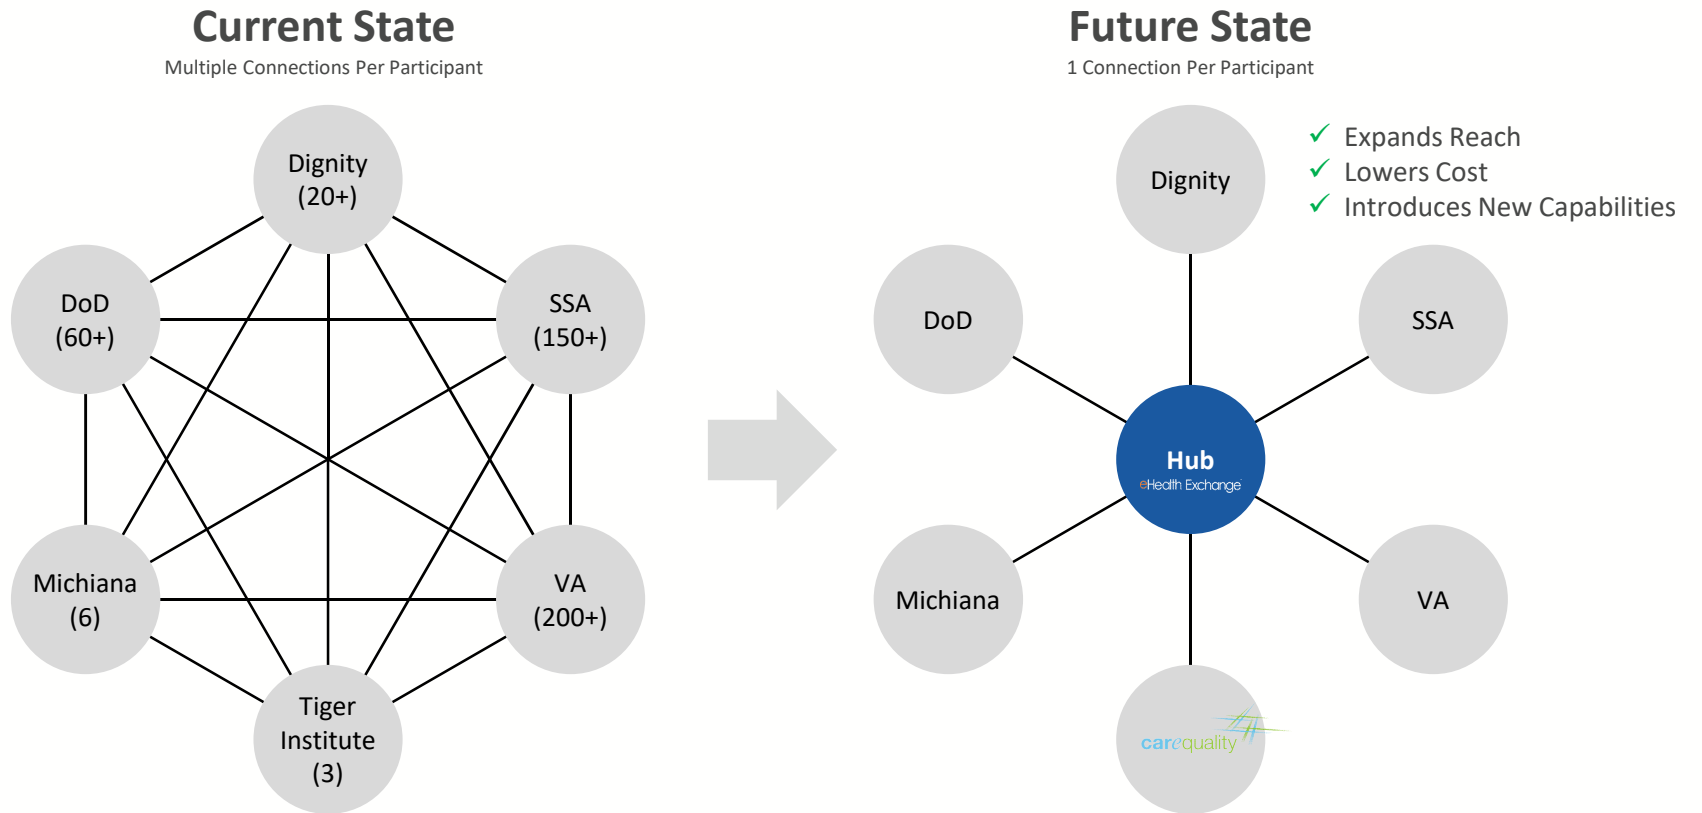 Current State
Multiple Connections Per Participant
Dignity
(20+)
DoD
(60+)
SSA
(150+)
Michiana
(6)
VA
(200+)
Tiger
Institute
(3)
Future State
1 Connection Per Participant
✓ Expands Reach
✓ Lowers Cost
✓ Introduces New Capabilities
Dignity
DoD
SSA
Hub
eHealth Exchange
Michiana
VA
carequality